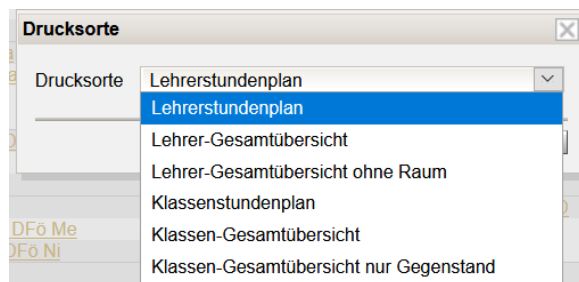 Drucksorte
Drucksorte Lehrerstundenplan
Lehrerstundenplan
Lehrer-Gesamtübersicht
Lehrer-Gesamtübersicht ohne Raum
Klassenstundenplan
Klassen-Gesamtübersicht
DFö Me
DFö Ni
Klassen-Gesamtübersicht nur Gegenstand